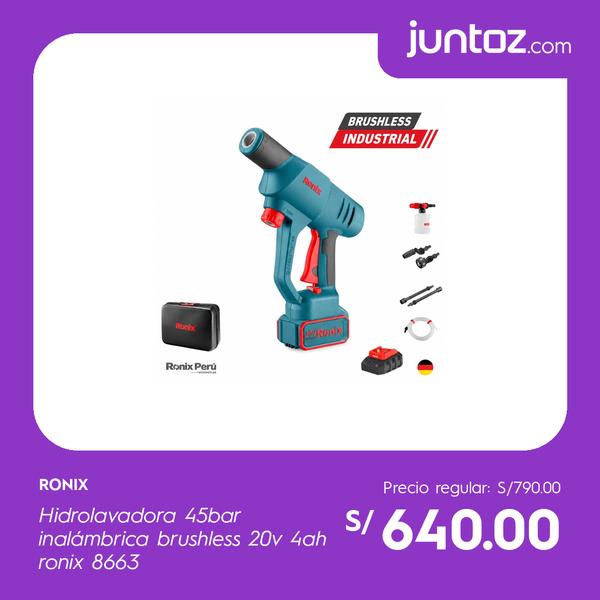 juntoz.com
BRUSHLESS
INDUSTRIAL
Ronix
Ronix
Ronix
Ronix Perú
RONIX
Precio regular: S/790.00
Hidrolavadora 45bar
inalámbrica brushless 20v 4ah
ronix 8663
S/ 640.00